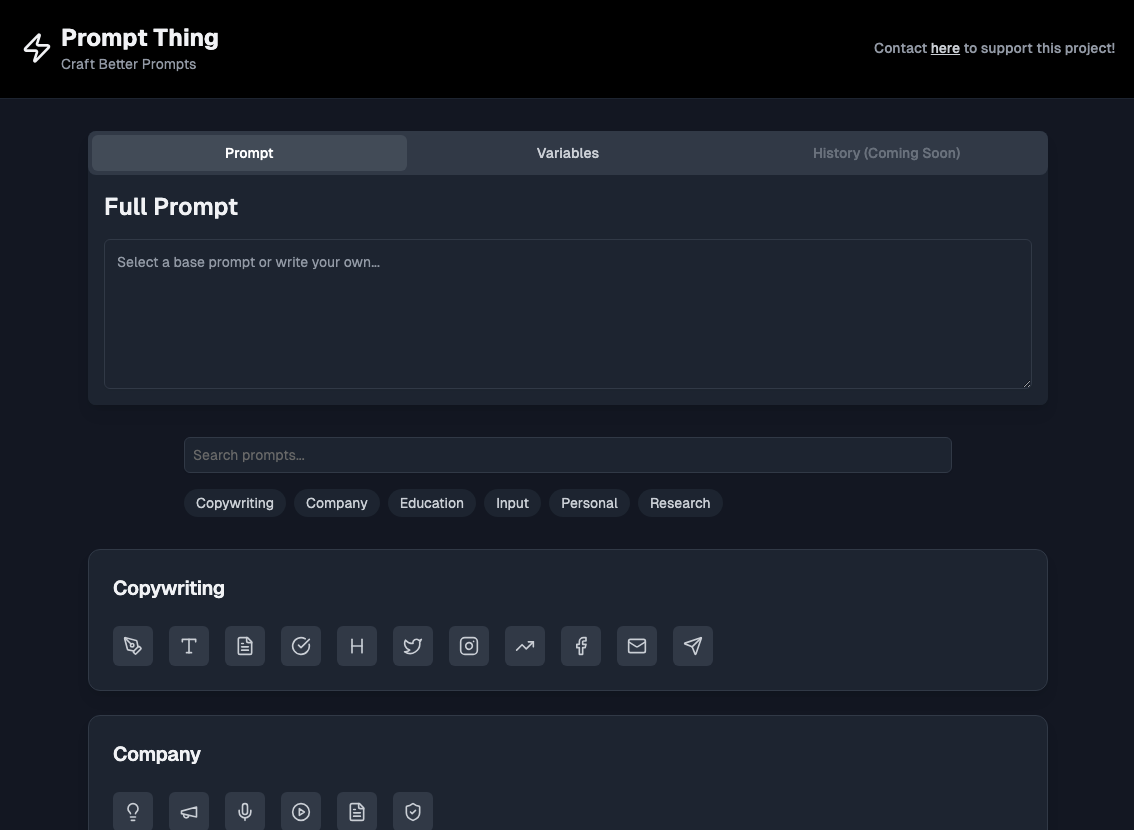 Prompt Thing
Craft Better Prompts
Contact here to support this project!
Prompt
Variables
History (Coming Soon)
Full Prompt
Select a base prompt or write your own...
Search prompts...
Copywriting
Company
Education
Input
Personal
Research
Copywriting
Company